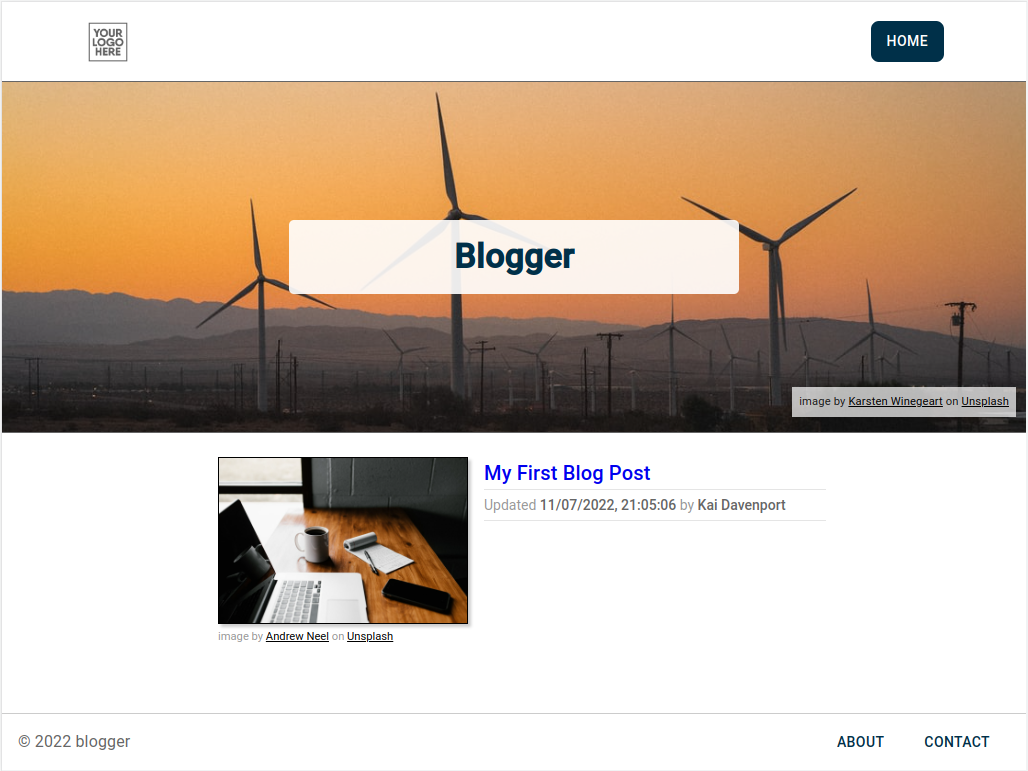 YOUR
LOGO
HERE
HOME
Blogger
image by Karsten Winegeart on Unsplash
My First Blog Post
Updated 11/07/2022, 21:05:06 by Kai Davenport
image by Andrew Neel on Unsplash
© 2022 blogger
ABOUT
CONTACT